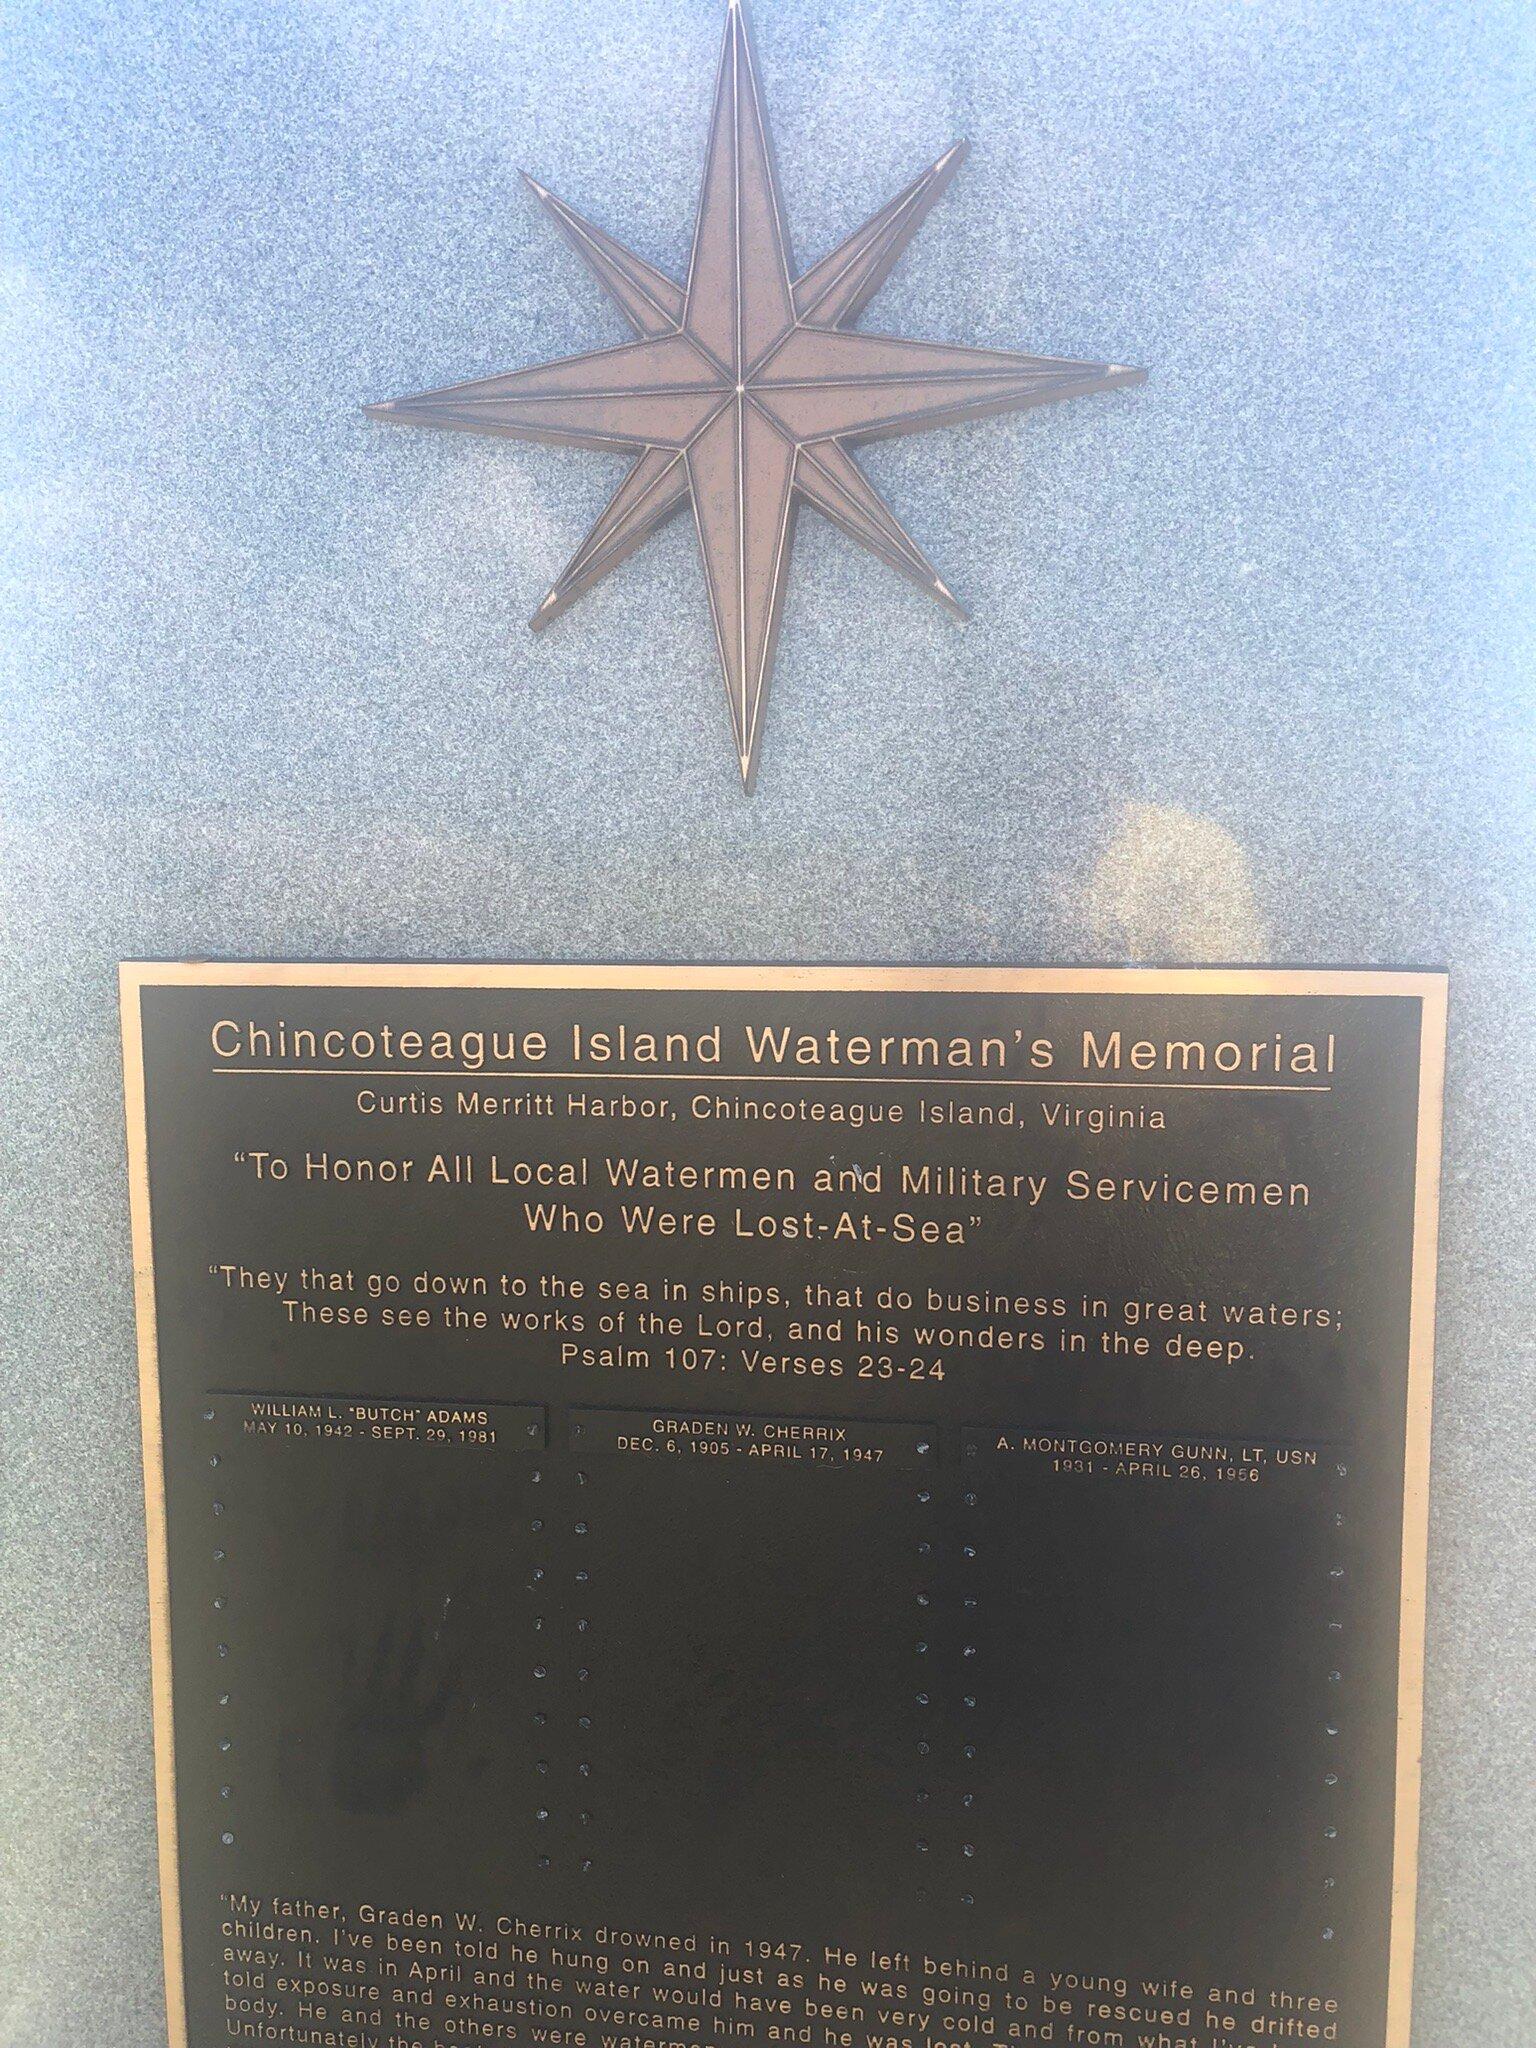 Chincoteague Island Waterman's Memorial
Curtis Merritt Harbor, Chincoteague Island, Virginia
"To Honor All Local Watermen and Military Servicemen
Who Were Lost-At-Sea"
"They that go down to the sea in ships, that do business in great waters;
These see the works of the Lord, and his wonders in the deep.
Psalm 107: Verses 23-24
WILLIAM L. "BUTCH" ADAMS
MAY 10, 1942 - SEPT. 29, 1981
GRADEN W. CHERRIX
DEC. 6, 1905 - APRIL 17, 1947
A. MONTGOMERY GUNN, LT, USN
1931 - APRIL 26, 1956
"My father, Graden W. Cherrix drowned in 1947. He left behind a young wife and three
children. I've been told he hung on and just as he was going to be rescued he drifted
away. It was in April and the water would have been very cold and from what I've
told exposure and exhaustion overcame him and he was lost.
body. He and the others were
Unfortunately the